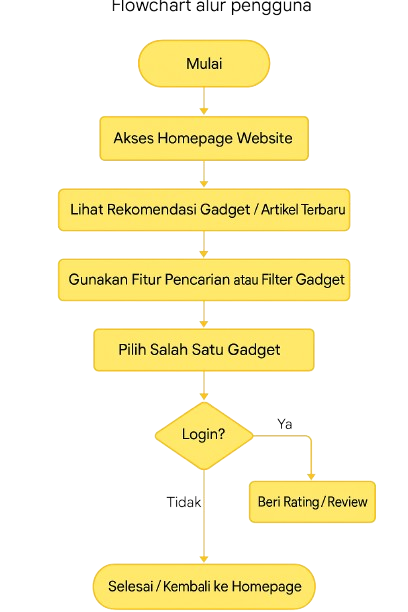 Flowchart alur pengguna
Mulai
Akses Homepage Website
Lihat Rekomendasi Gadget / Artikel Terbaru
Gunakan Fitur Pencarian atau Filter Gadget
Pilih Salah Satu Gadget
Login?
Ya
Tidak
Beri Rating / Review
Selesai / Kembali ke Homepage